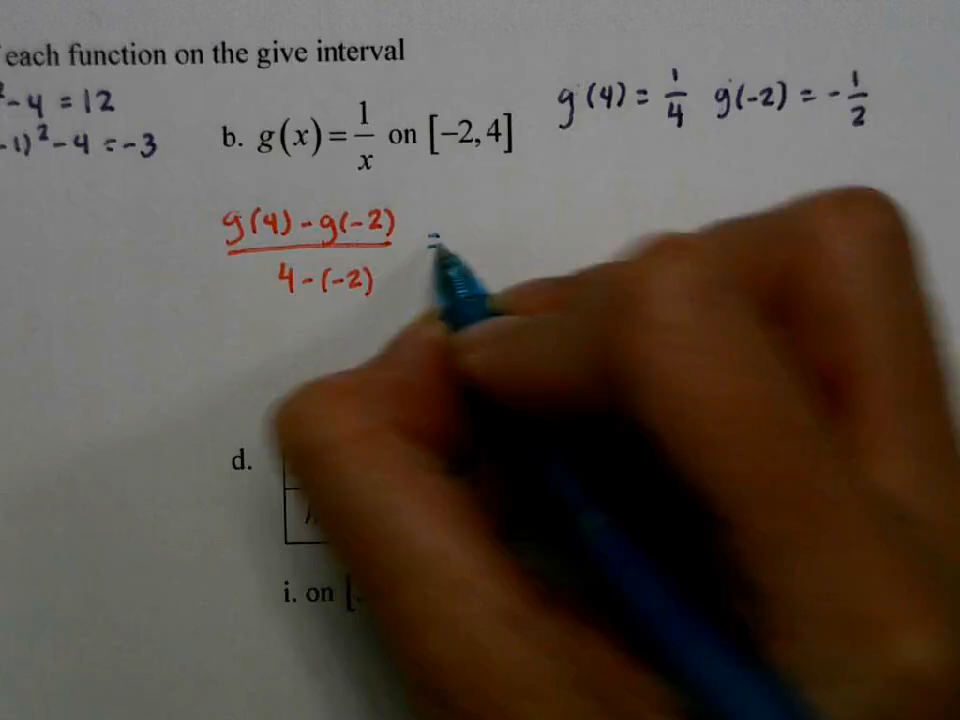 each function on the give interval
² - 4 = 12
-1)² - 4 = -3
b. g(x) = 1/x on [-2, 4]
g(4) = 1/4 g(-2) = -1/2
g(4) - g(-2)
4 - (-2)
=
d.
i. on [